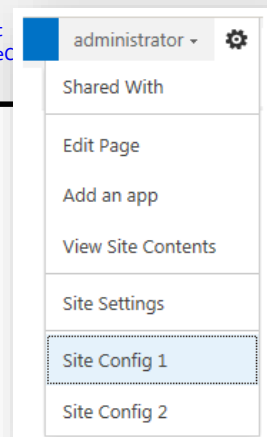 administrator
Shared With
Edit Page
Add an app
View Site Contents
Site Settings
Site Config 1
Site Config 2